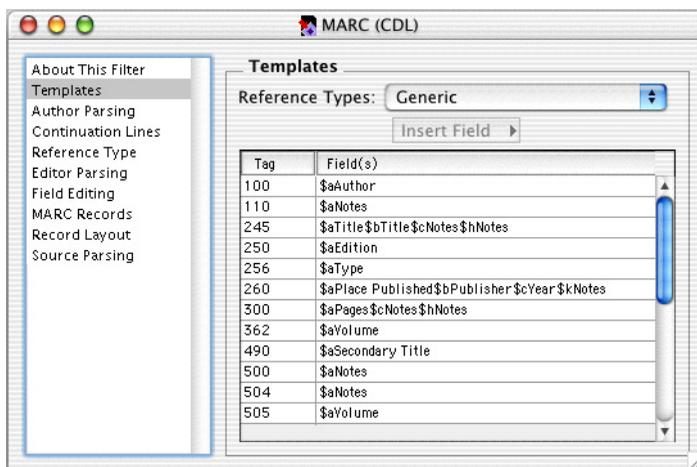 MARC (CDL)
About This Filter
Templates
Author Parsing
Continuation Lines
Reference Type
Editor Parsing
Field Editing
MARC Records
Record Layout
Source Parsing
Templates
Reference Types: Generic
Insert Field
Tag Field(s)
100 $aAuthor
110 $aNotes
245 $aTitle$bTitle$cNotes$hNotes
250 $aEdition
256 $aType
260 $aPlace Published$bPublisher$cYear$kNotes
300 $aPages$cNotes$hNotes
362 $aVolume
490 $aSecondary Title
500 $aNotes
504 $aNotes
505 $aVolume